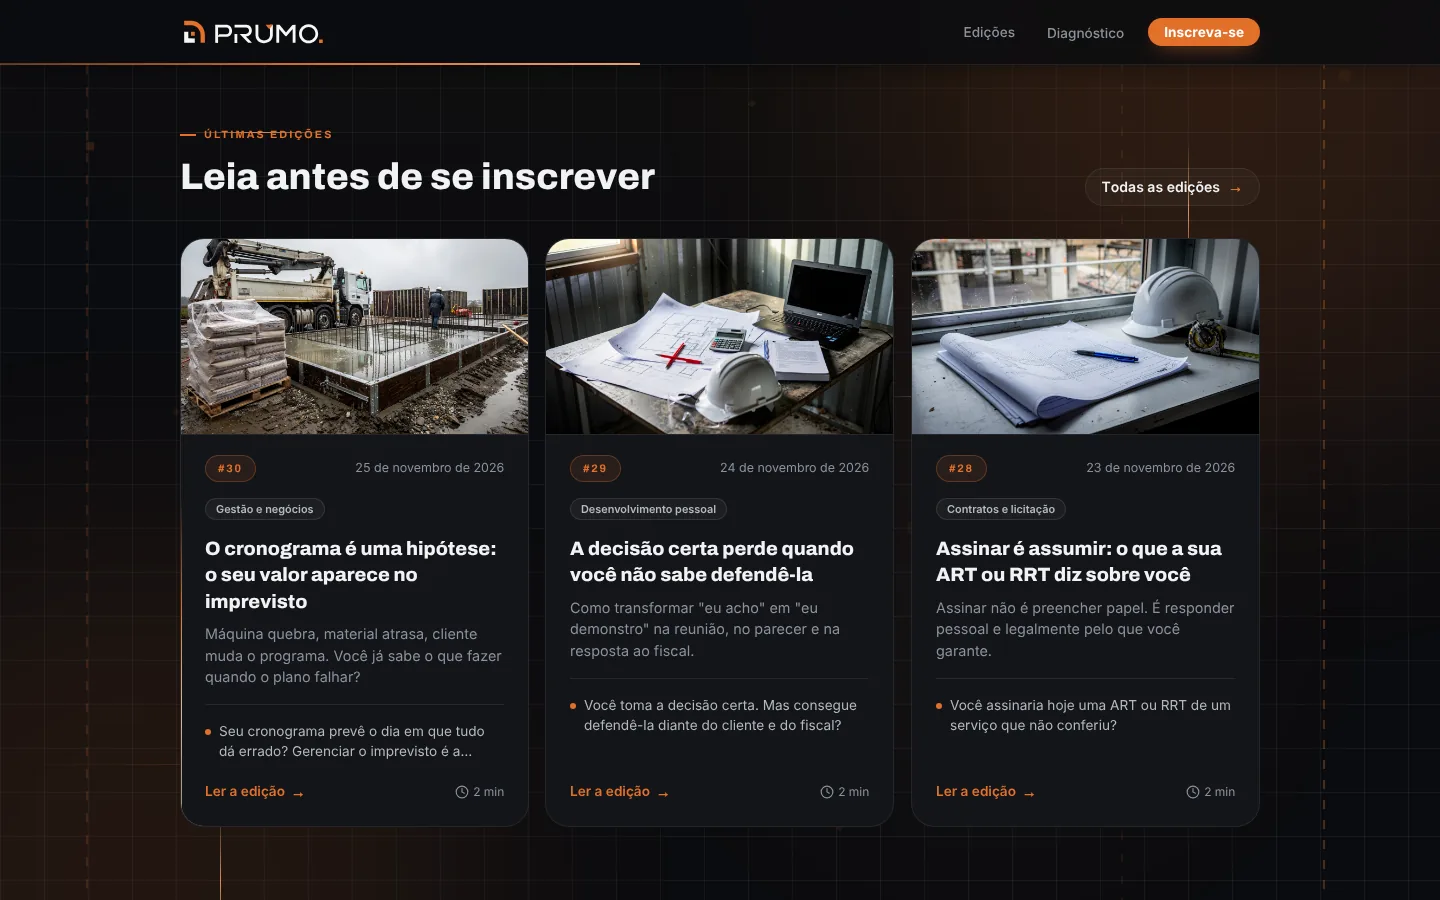 PRUMO.
Edições
Diagnóstico
Inscreva-se
ÚLTIMAS EDIÇÕES
Leia antes de se inscrever
Todas as edições →
#30
25 de novembro de 2026
Gestão e negócios
O cronograma é uma hipótese:
o seu valor aparece no
imprevisto
Máquina quebra, material atrasa, cliente
muda o programa. Você já sabe o que fazer
quando o plano falhar?
Seu cronograma prevê o dia em que tudo
dá errado? Gerenciar o imprevisto é a...
Ler a edição →
2 min
#29
24 de novembro de 2026
Desenvolvimento pessoal
A decisão certa perde quando
você não sabe defendê-la
Como transformar "eu acho" em "eu
demonstro" na reunião, no parecer e na
resposta ao fiscal.
Você toma a decisão certa. Mas consegue
defendê-la diante do cliente e do fiscal?
Ler a edição →
2 min
#28
23 de novembro de 2026
Contratos e licitação
Assinar é assumir: o que a sua
ART ou RRT diz sobre você
Assinar não é preencher papel. É responder
pessoal e legalmente pelo que você
garante.
Você assinaria hoje uma ART ou RRT de um
serviço que não conferiu?
Ler a edição →
2 min